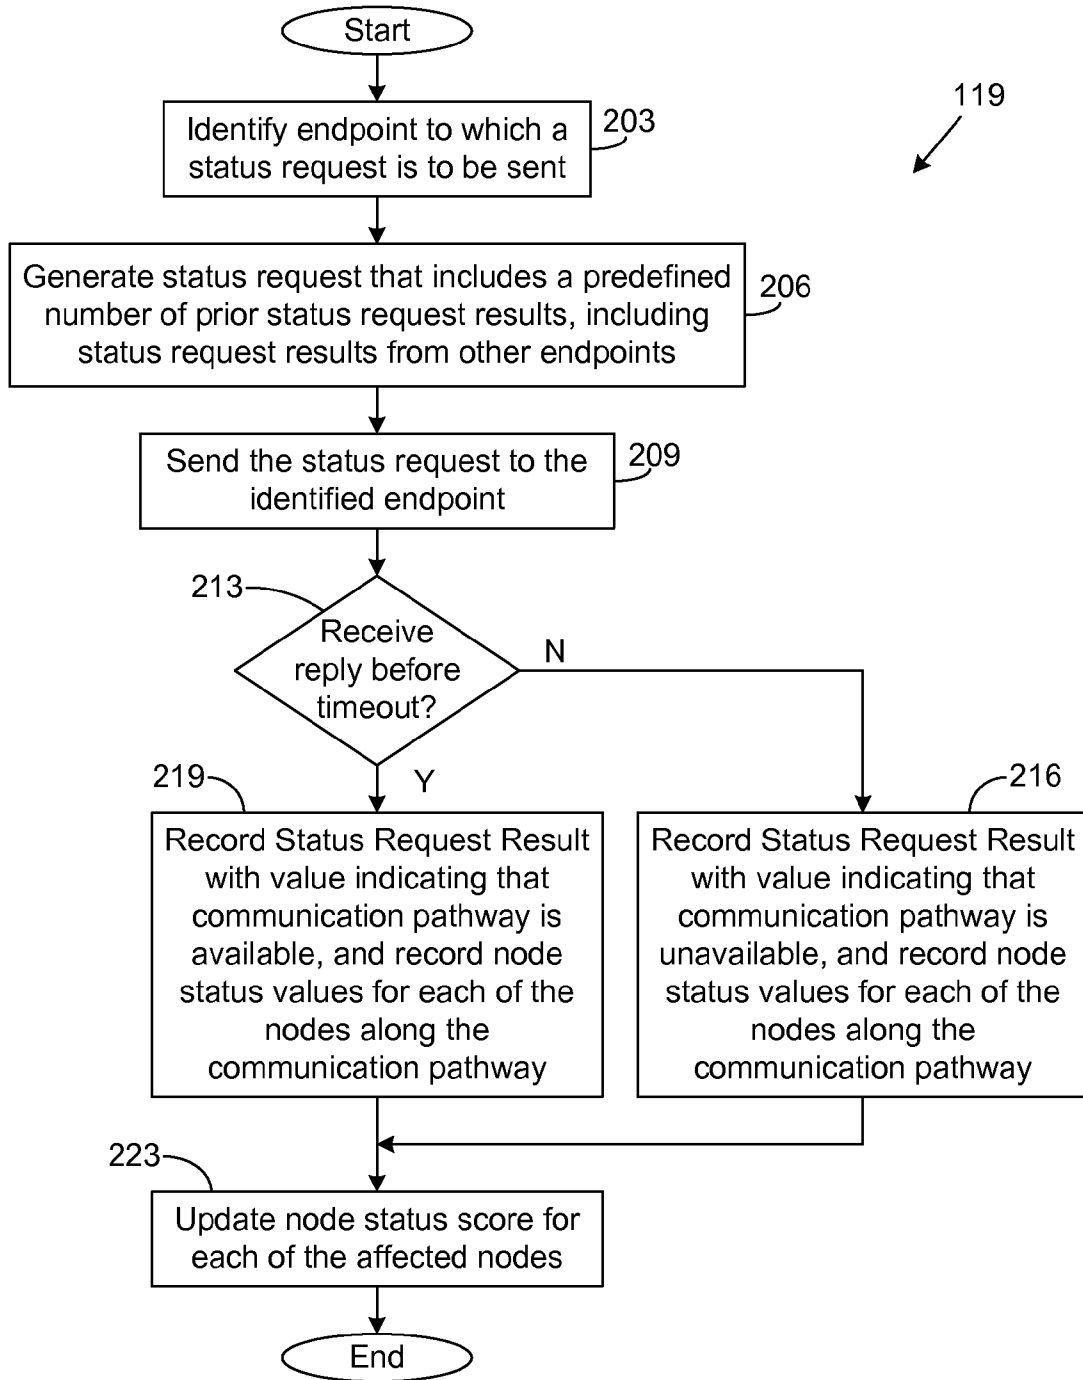 Start
119
Identify endpoint to which a
status request is to be sent
203
Generate status request that includes a predefined
number of prior status request results, including
status request results from other endpoints
206
Send the status request to the
identified endpoint
209
213
Receive
reply before
timeout?
N
Y
219
Record Status Request Result
with value indicating that
communication pathway is
available, and record node
status values for each of the
nodes along the
communication pathway
216
Record Status Request Result
with value indicating that
communication pathway is
unavailable, and record node
status values for each of the
nodes along the
communication pathway
223
Update node status score for
each of the affected nodes
End